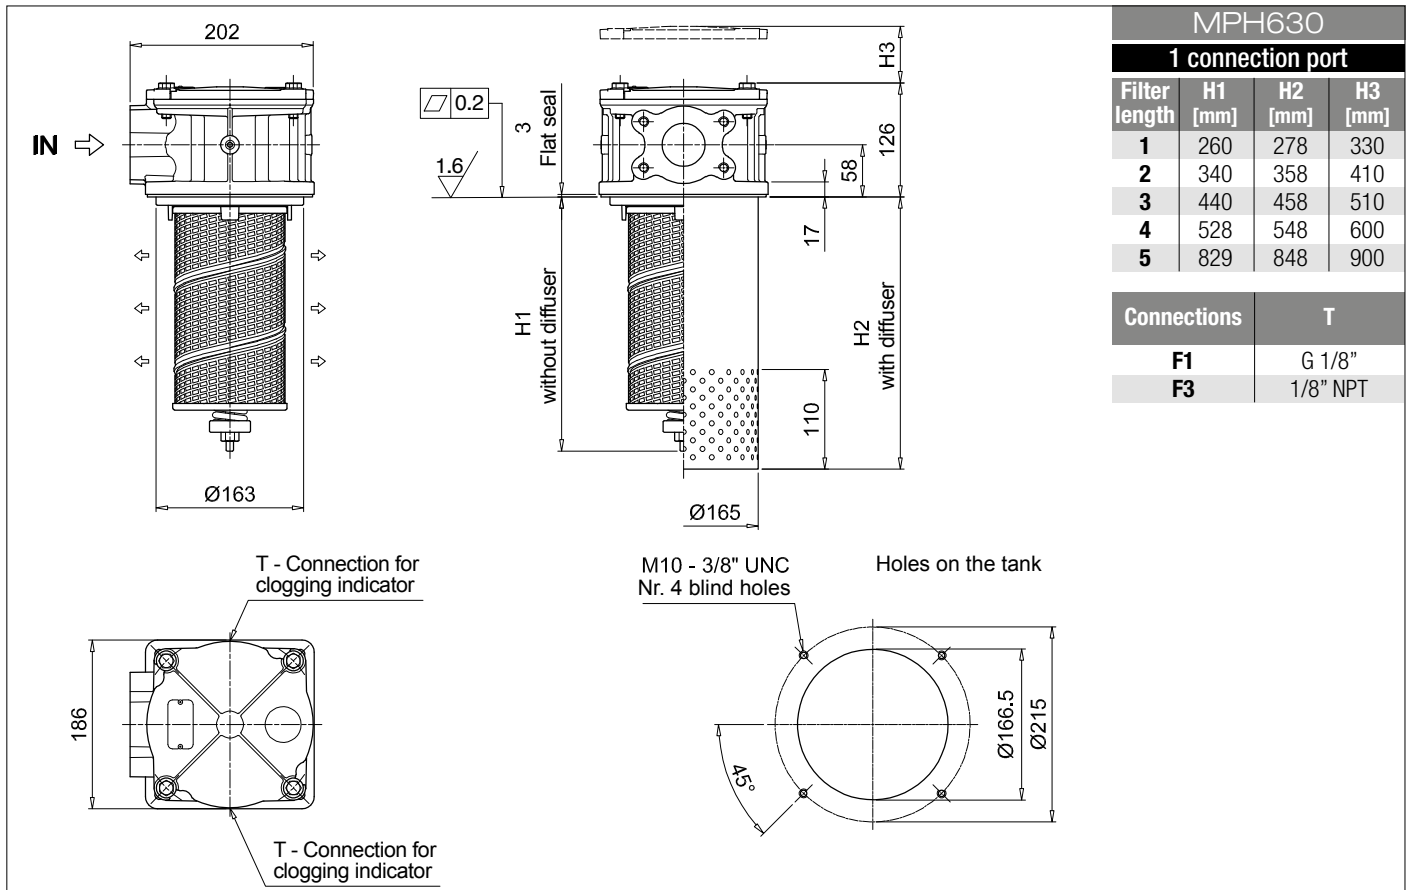 202
IN
Ø163
0.2
1.6
3
Flat seal
H3
126
58
17
H1
without diffuser
H2
with diffuser
110
Ø165
MPH630
1 connection port
Filter length H1 [mm] H2 [mm] H3 [mm]
1 260 278 330
2 340 358 410
3 440 458 510
4 528 548 600
5 829 848 900
Connections T
F1 G 1/8”
F3 1/8” NPT
T - Connection for
clogging indicator
186
T - Connection for
clogging indicator
M10 - 3/8" UNC
Nr. 4 blind holes
Holes on the tank
45°
Ø166.5
Ø215